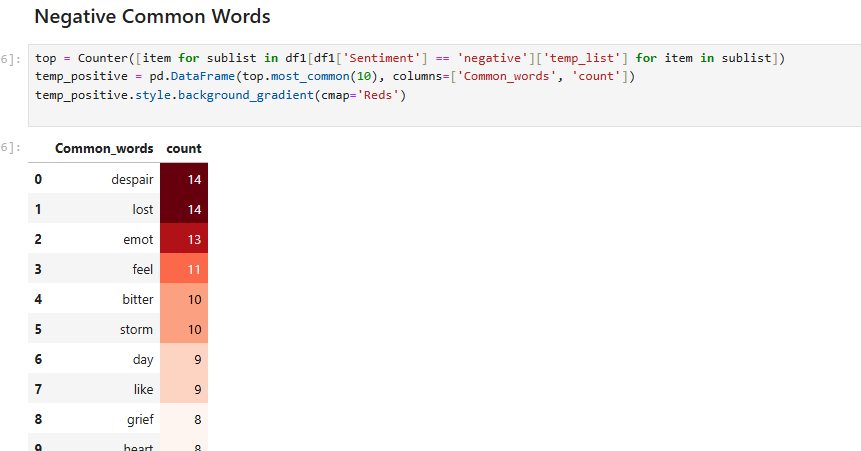 Negative Common Words
6]: top = Counter([item for sublist in df1[df1['Sentiment'] == 'negative']['temp_list'] for item in sublist])
temp_positive = pd.DataFrame(top.most_common(10), columns=['Common_words', 'count'])
temp_positive.style.background_gradient(cmap='Reds')
6]: Common_words count
0 despair 14
1 lost 14
2 emot 13
3 feel 11
4 bitter 10
5 storm 10
6 day 9
7 like 9
8 grief 8
9 heart 8